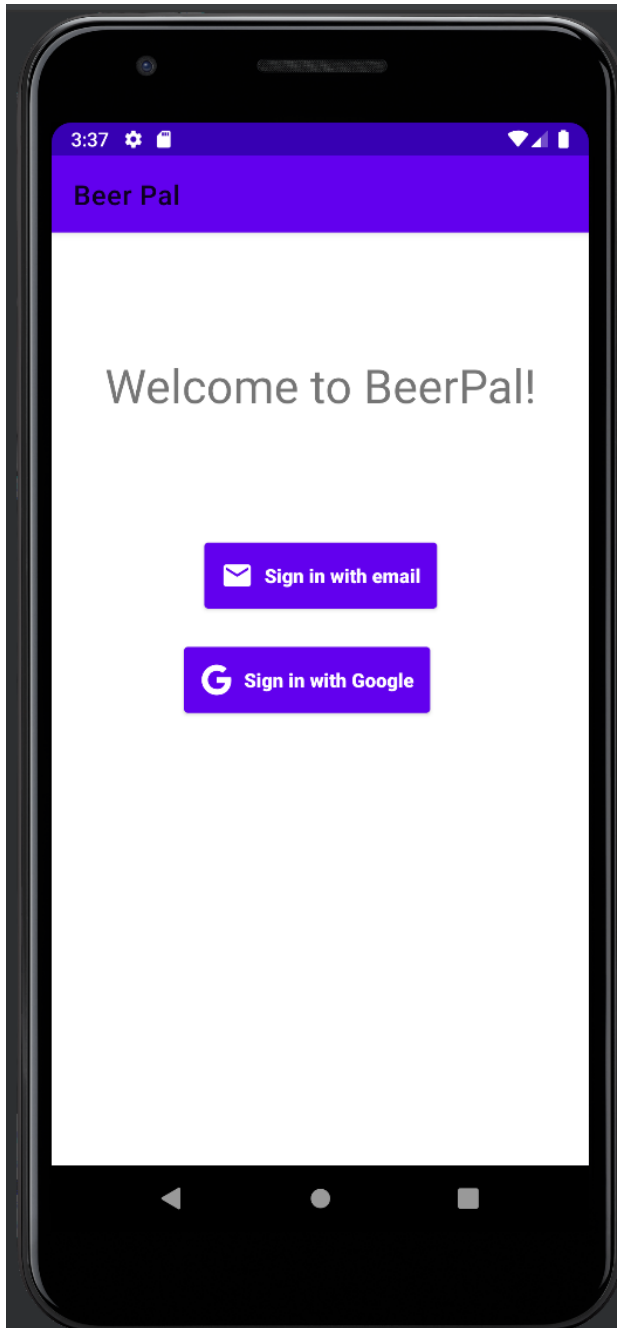 3:37
Beer Pal
Welcome to BeerPal!
Sign in with email
G Sign in with Google